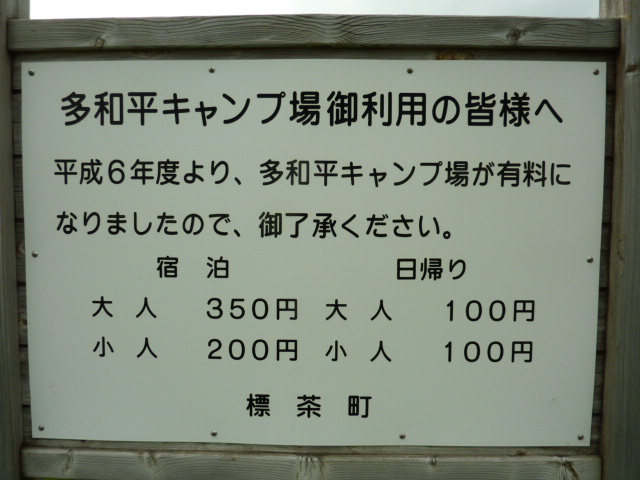 多和平キャンプ場御利用の皆様へ
平成6年度より、多和平キャンプ場が有料に
なりましたので、御了承ください。
宿 泊 日帰り
大 人 350円 大 人 100円
小 人 200円 小 人 100円
標 茶 町